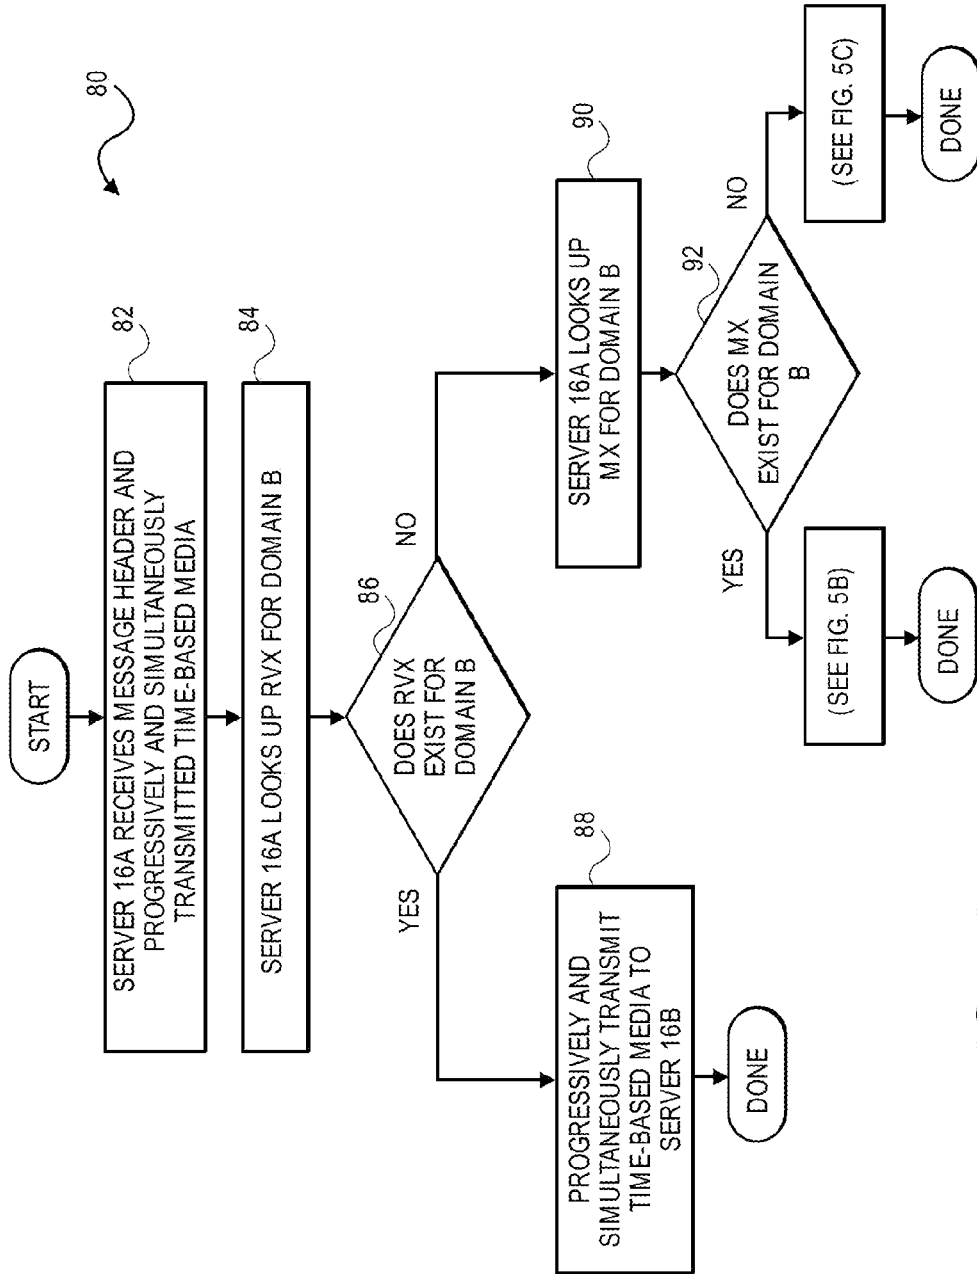 80
START
SERVER 16A RECEIVES MESSAGE HEADER AND
PROGRESSIVELY AND SIMULTANEOUSLY
TRANSMITTED TIME-BASED MEDIA
82
SERVER 16A LOOKS UP RVX FOR DOMAIN B
84
DOES RVX
EXIST FOR
DOMAIN B
86
YES
NO
PROGRESSIVELY AND
SIMULTANEOUSLY TRANSMIT
TIME-BASED MEDIA TO
SERVER 16B
88
DONE
SERVER 16A LOOKS UP
MX FOR DOMAIN B
90
DOES MX
EXIST FOR DOMAIN
B
92
YES
NO
(SEE FIG. 5B)
DONE
(SEE FIG. 5C)
DONE